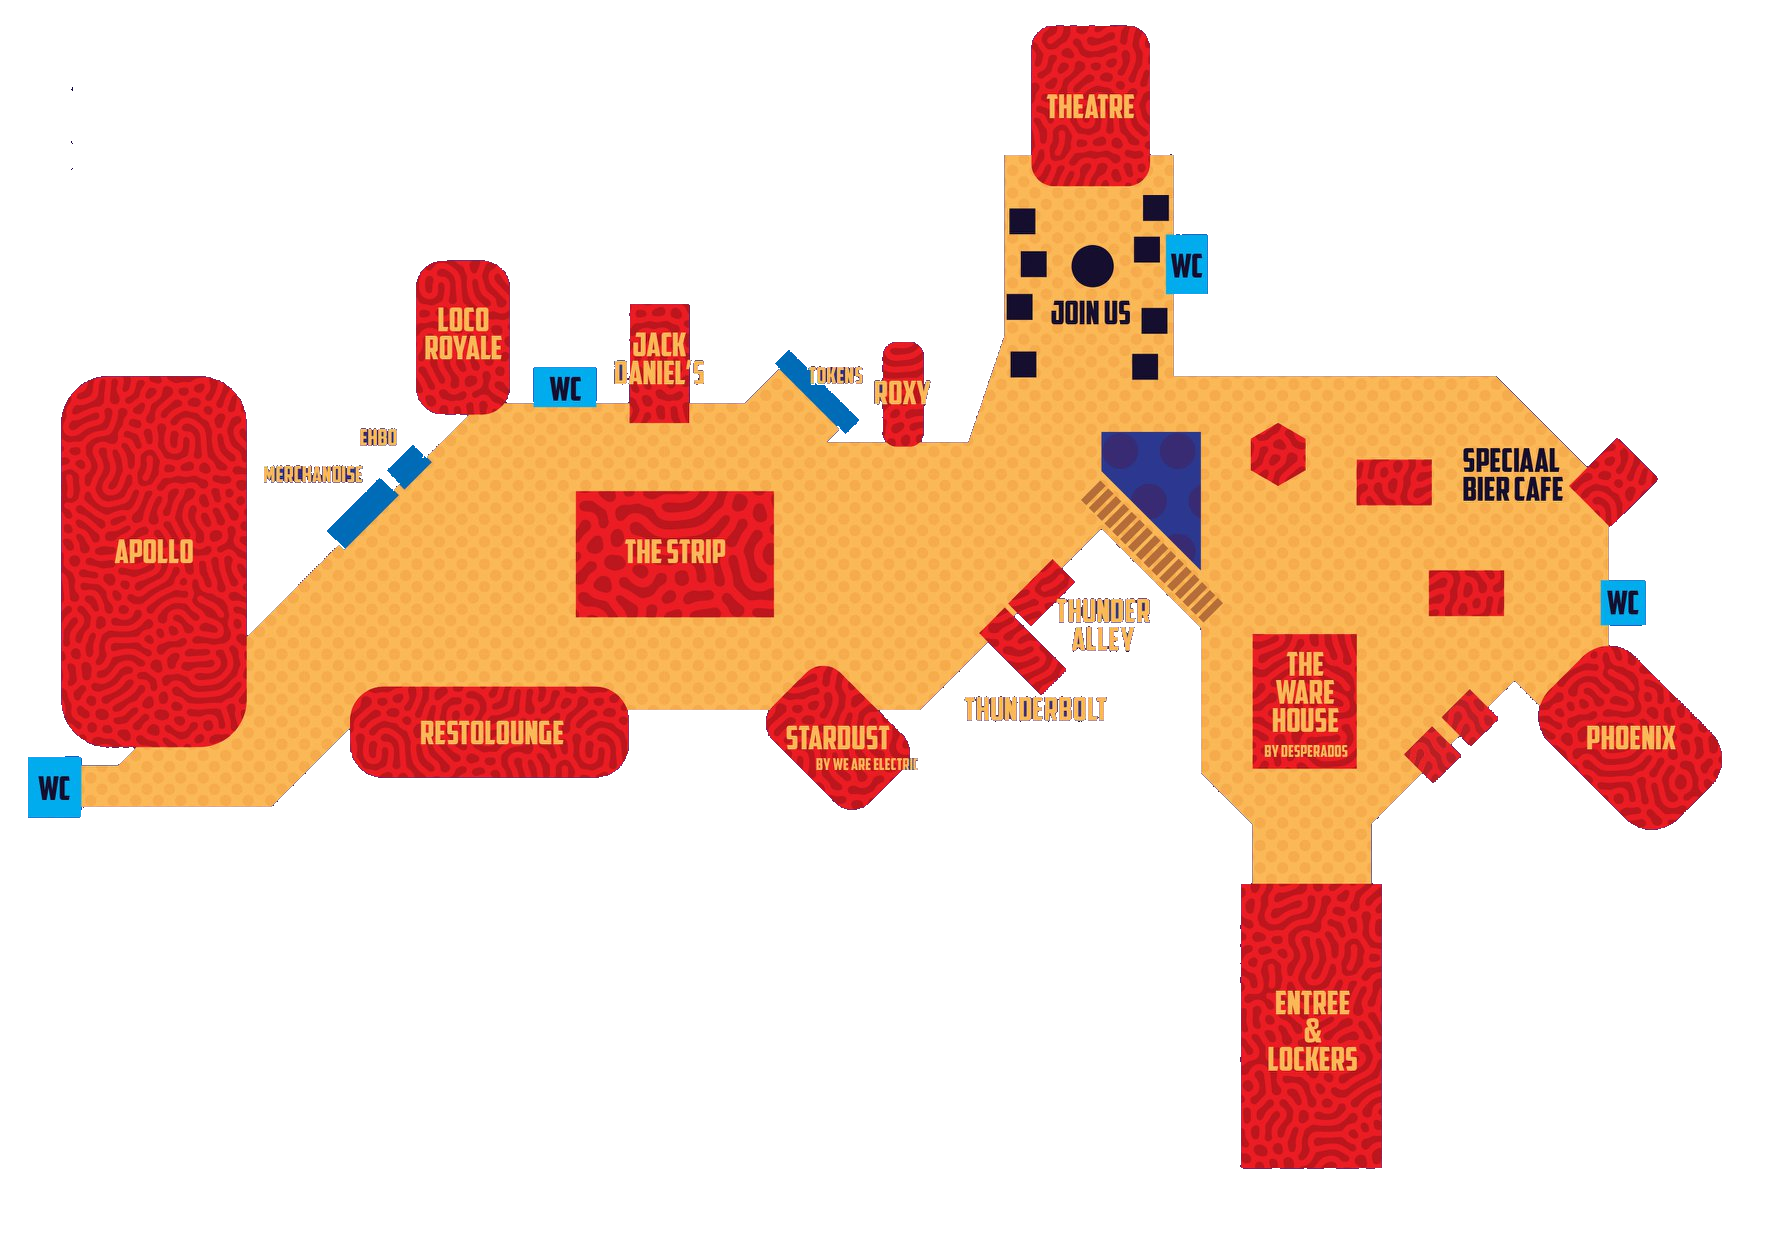 THEATRE
WC
JOIN US
LOCO
ROYALE
JACK
DANIEL'S
WC
TOKENS
ROXY
EHBO
MERCHANDISE
SPECIAAL
BIER CAFE
APOLLO
THE STRIP
THUNDER
ALLEY
WC
THE
WARE
HOUSE
BY DESPERADOS
THUNDERBOLT
RESTOLOUNGE
STARDUST
BY WE ARE ELECTRIC
PHOENIX
WC
ENTREE
&
LOCKERS